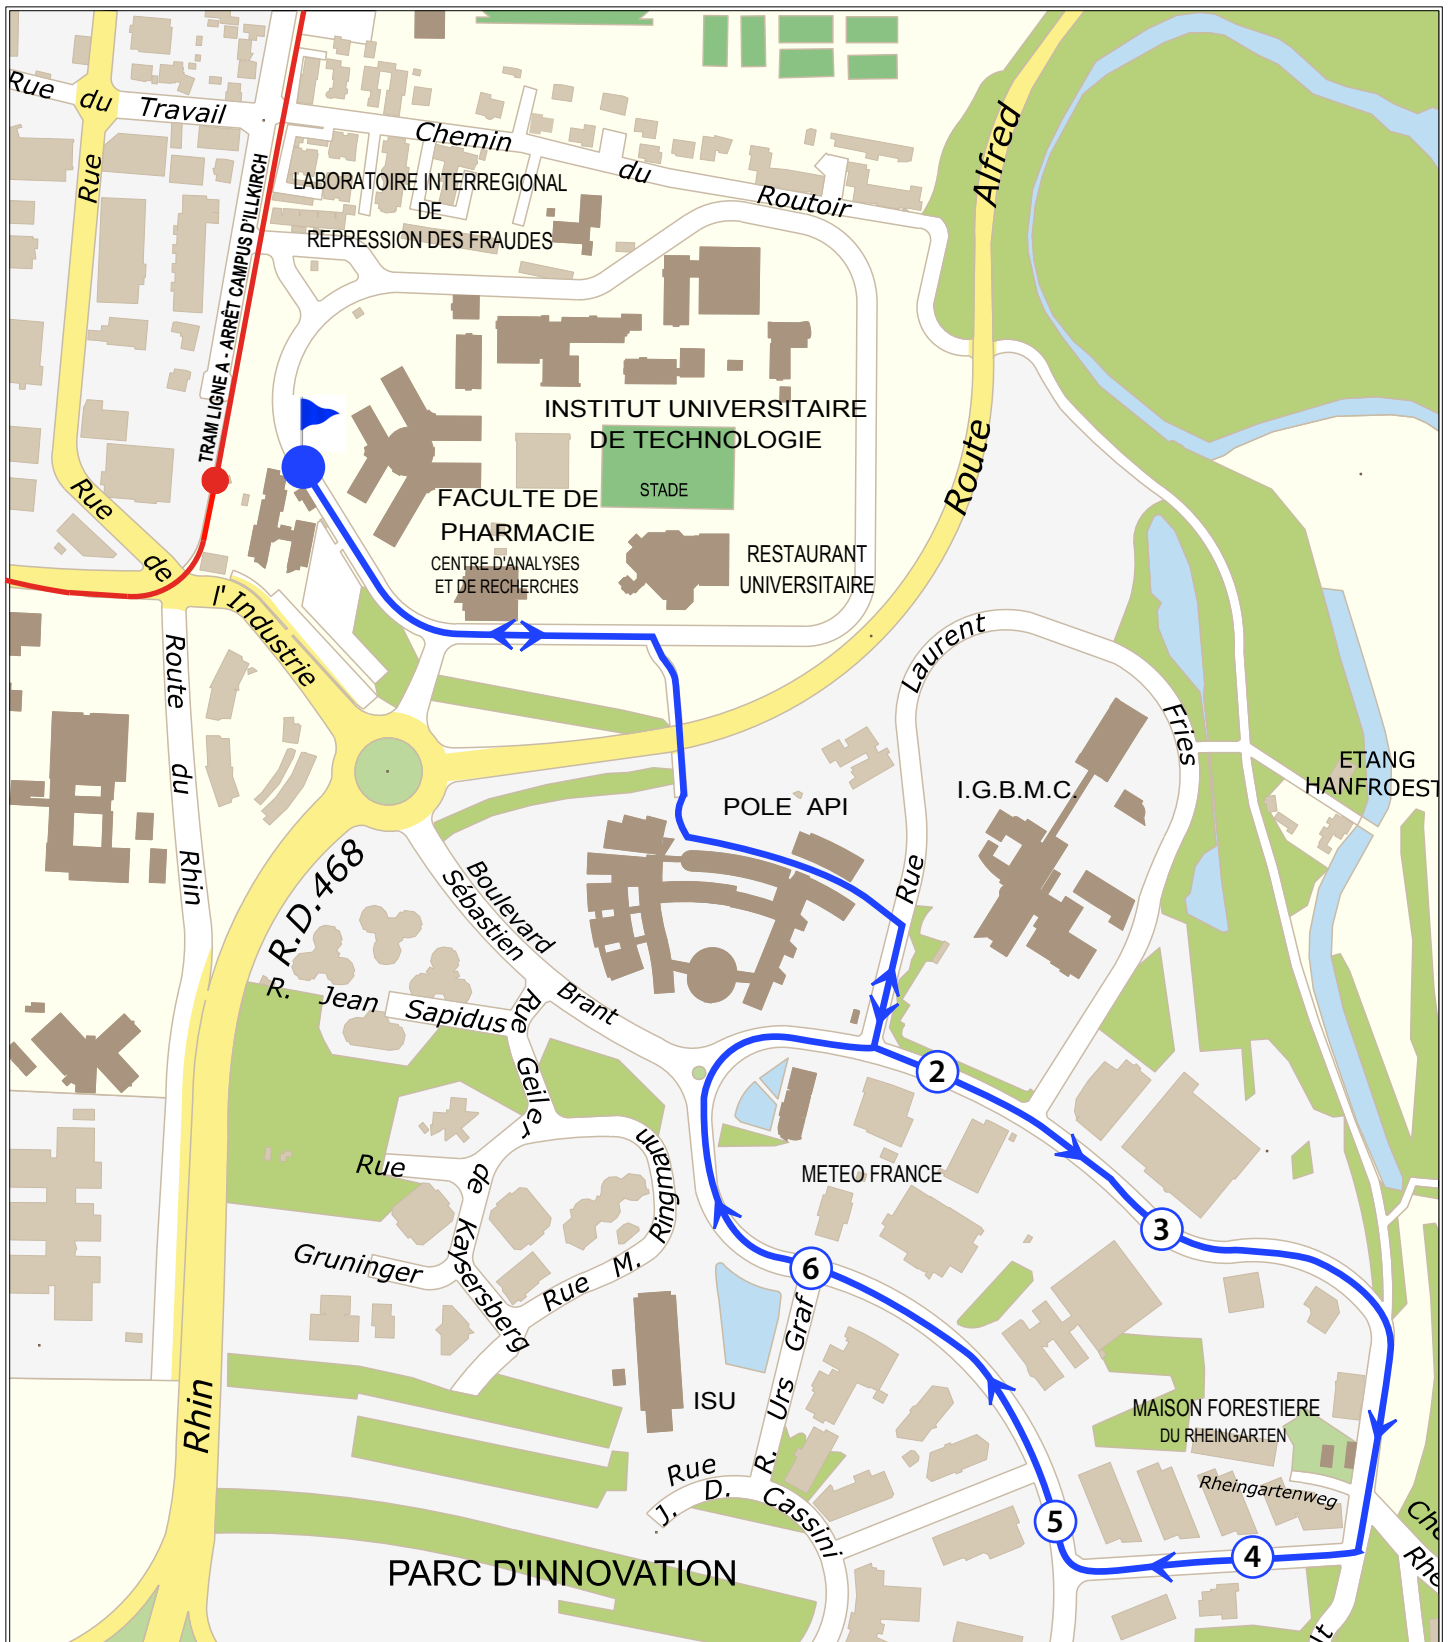 Rue du Travail
Rue
Chemin du Routoir
LABORATOIRE INTERREGIONAL
DE
REPRESSION DES FRAUDES
TRAM LIGNE A - ARRÊT CAMPUS D'ILLKIRCH
Route Alfred
INSTITUT UNIVERSITAIRE
DE TECHNOLOGIE
STADE
FACULTE DE
PHARMACIE
CENTRE D'ANALYSES
ET DE RECHERCHES
RESTAURANT
UNIVERSITAIRE
Rue de l'Industrie
Route du Rhin
Rue Laurent Fries
ETANG
HANFROEST
I.G.B.M.C.
POLE API
R.D.468
Boulevard
Sébastien Brant
R. Jean Sapidus
Rue Geiler
de Kaysersberg
2
Rue
Gruninger
Rue M. Ringmann
METEO FRANCE
3
6
R. Urs Graf
ISU
Rhin
MAISON FORESTIERE
DU RHEINGARTEN
Rheingartenweg
Rue
J. D. Cassini
5
4
Che
Rhe
lt
PARC D'INNOVATION